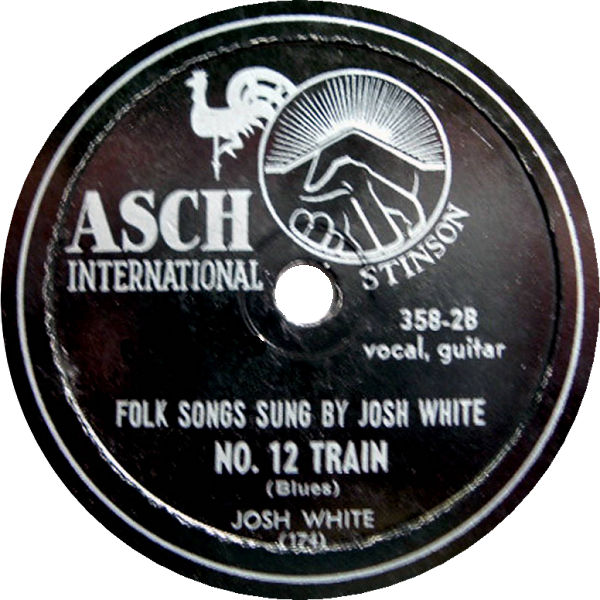 ASCH
INTERNATIONAL
STINSON
358-2B
vocal, guitar
FOLK SONGS SUNG BY JOSH WHITE
NO. 12 TRAIN
(Blues)
JOSH WHITE
(174)